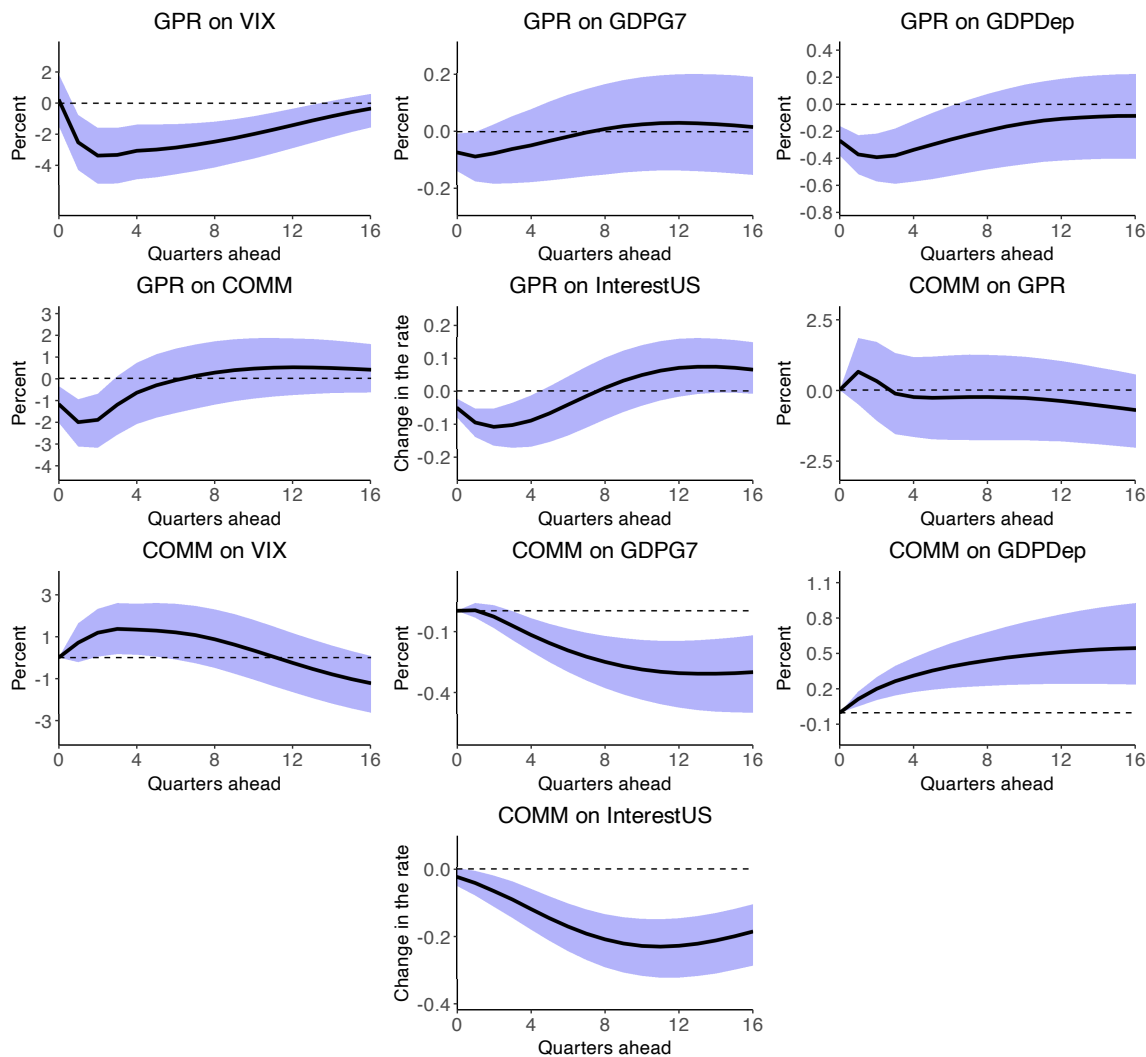 GPR on VIX
Percent
2
0
-2
-4
0 4 8 12 16
Quarters ahead
GPR on GDPG7
Percent
0.2
0.0
-0.2
0 4 8 12 16
Quarters ahead
GPR on GDPDep
Percent
0.4
0.2
0.0
-0.2
-0.4
-0.6
-0.8
0 4 8 12 16
Quarters ahead
GPR on COMM
Percent
3
2
1
0
-1
-2
-3
-4
0 4 8 12 16
Quarters ahead
GPR on InterestUS
Change in the rate
0.2
0.1
0.0
-0.1
-0.2
0 4 8 12 16
Quarters ahead
COMM on GPR
Percent
2.5
0.0
-2.5
0 4 8 12 16
Quarters ahead
COMM on VIX
Percent
3
1
-1
-3
0 4 8 12 16
Quarters ahead
COMM on GDPG7
Percent
-0.1
-0.4
0 4 8 12 16
Quarters ahead
COMM on GDPDep
Percent
1.1
0.8
0.5
0.2
-0.1
0 4 8 12 16
Quarters ahead
COMM on InterestUS
Change in the rate
0.0
-0.2
-0.4
0 4 8 12 16
Quarters ahead